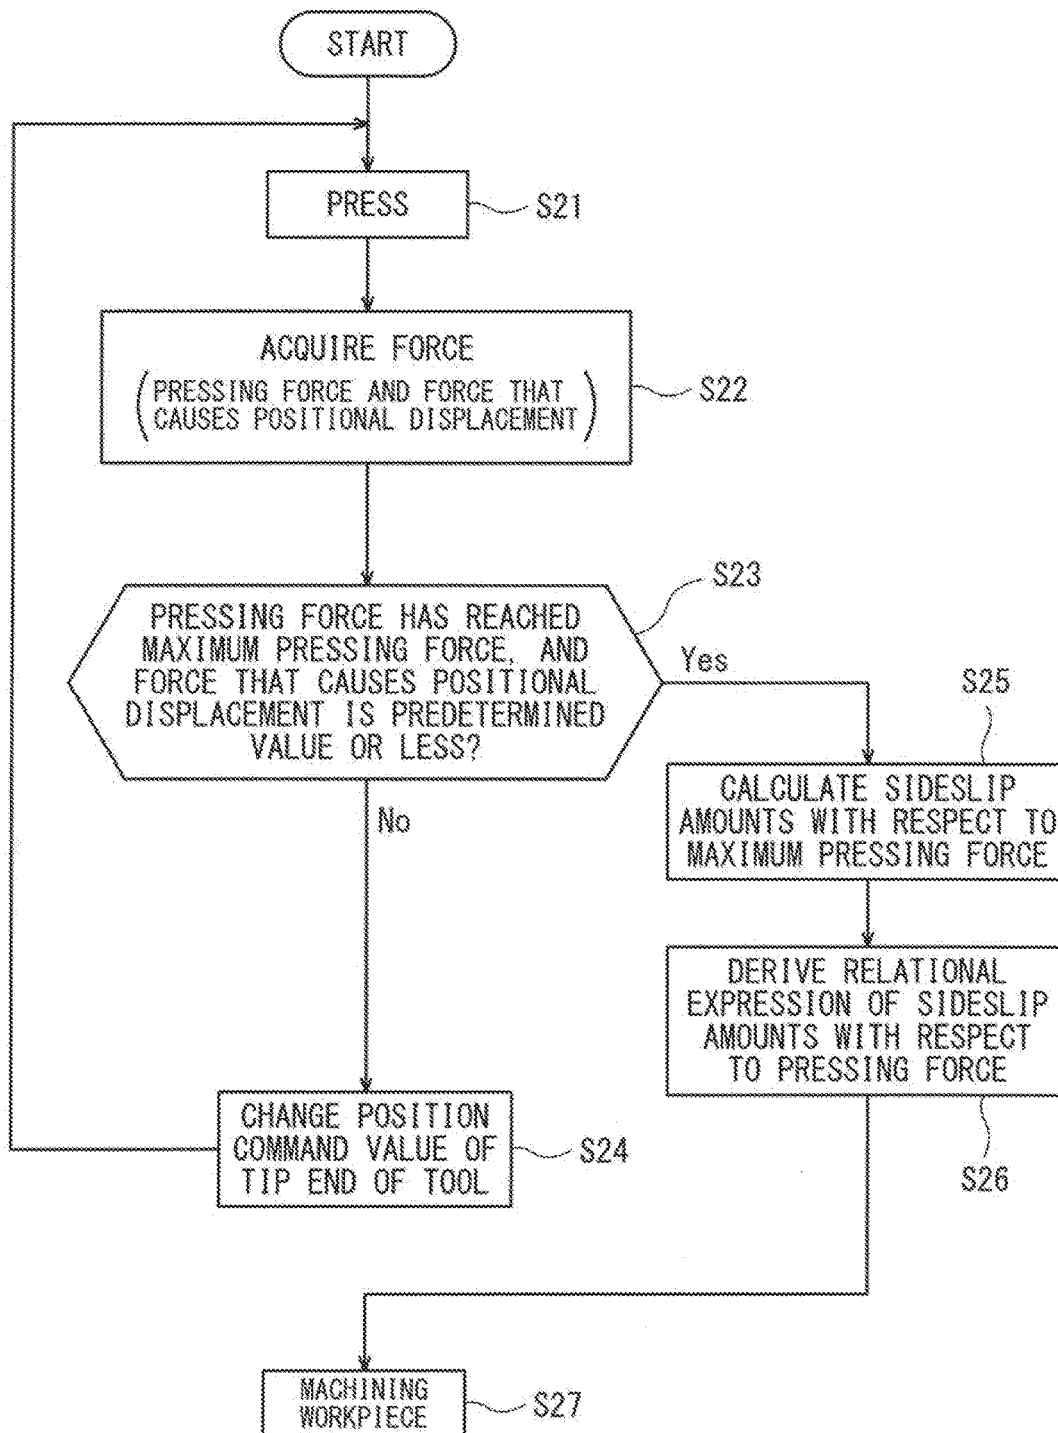 START
PRESS
S21
ACQUIRE FORCE
(PRESSING FORCE AND FORCE THAT
CAUSES POSITIONAL DISPLACEMENT)
S22
S23
PRESSING FORCE HAS REACHED
MAXIMUM PRESSING FORCE, AND
FORCE THAT CAUSES POSITIONAL
DISPLACEMENT IS PREDETERMINED
VALUE OR LESS?
Yes
No
S25
CALCULATE SIDESLIP
AMOUNTS WITH RESPECT TO
MAXIMUM PRESSING FORCE
DERIVE RELATIONAL
EXPRESSION OF SIDESLIP
AMOUNTS WITH RESPECT
TO PRESSING FORCE
S26
CHANGE POSITION
COMMAND VALUE OF
TIP END OF TOOL
S24
MACHINING
WORKPIECE
S27